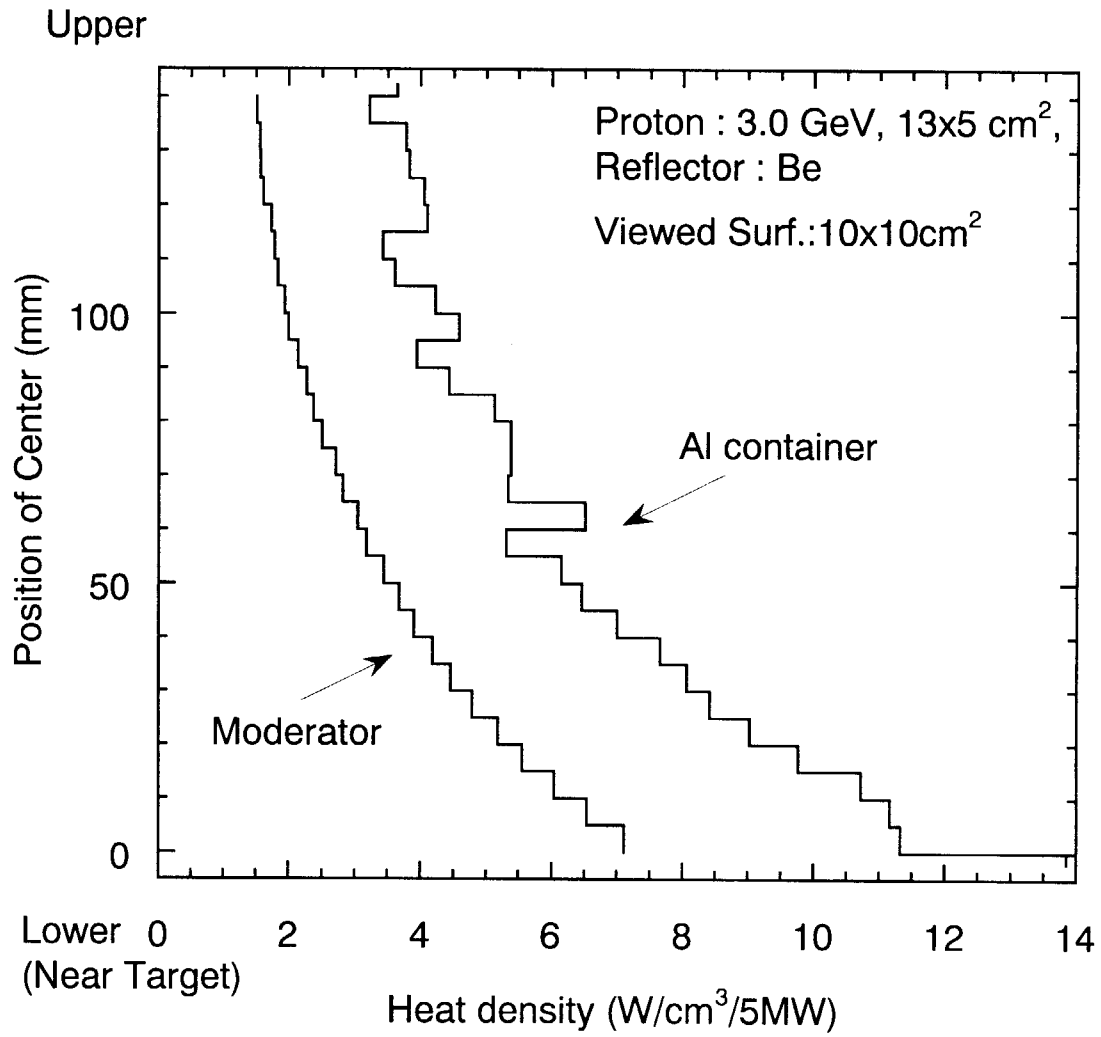 Upper
Proton : 3.0 GeV, 13x5 cm²,
Reflector : Be
Viewed Surf.:10x10cm²
Position of Center (mm)
100
50
0
Al container
Moderator
Lower
(Near Target)
0 2 4 6 8 10 12 14
Heat density (W/cm³/5MW)